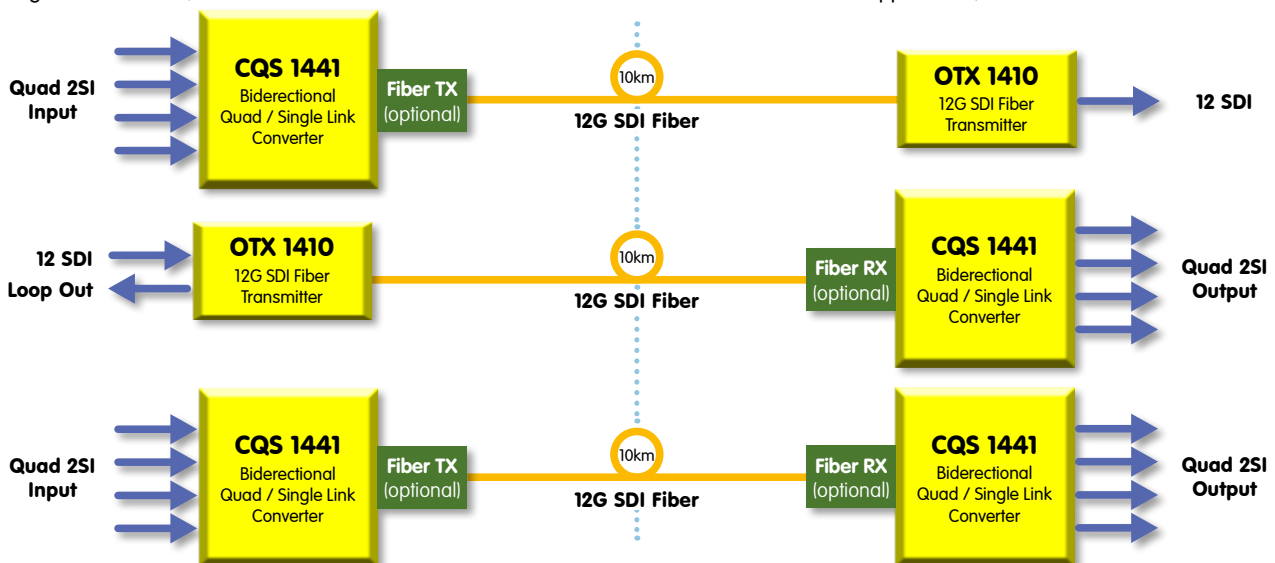 Quad 2SI
Input
CQS 1441
Biderectional
Quad / Single Link
Converter
Fiber TX
(optional)
10km
12G SDI Fiber
OTX 1410
12G SDI Fiber
Transmitter
12 SDI
12 SDI
Loop Out
OTX 1410
12G SDI Fiber
Transmitter
10km
12G SDI Fiber
Fiber RX
(optional)
CQS 1441
Biderectional
Quad / Single Link
Converter
Quad 2SI
Output
Quad 2SI
Input
CQS 1441
Biderectional
Quad / Single Link
Converter
Fiber TX
(optional)
10km
12G SDI Fiber
Fiber RX
(optional)
CQS 1441
Biderectional
Quad / Single Link
Converter
Quad 2SI
Output